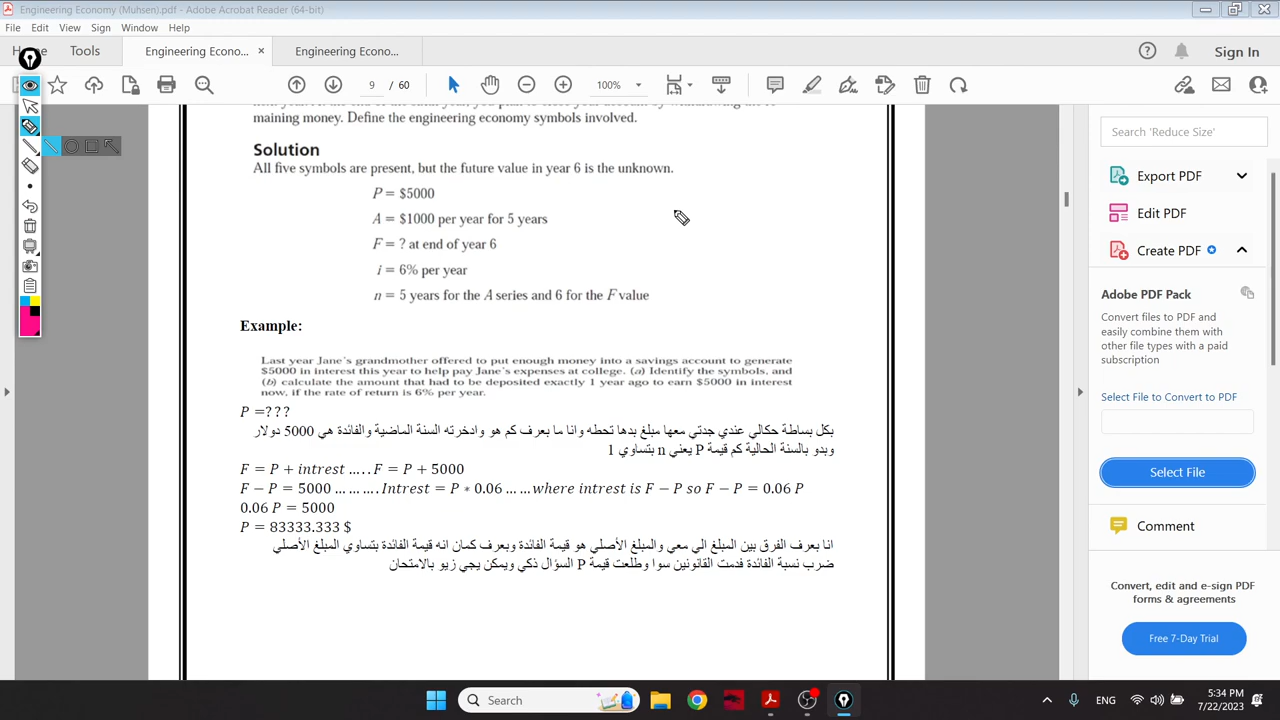 Engineering Economy (Muhsen).pdf - Adobe Acrobat Reader (64-bit)
File Edit View Sign Window Help
Tools Engineering Econo... × Engineering Econo... Sign In
9 / 60 100%
maining money. Define the engineering economy symbols involved.
Search 'Reduce Size'
Solution
All five symbols are present, but the future value in year 6 is the unknown.
P = $5000
A = $1000 per year for 5 years
F = ? at end of year 6
i = 6% per year
n = 5 years for the A series and 6 for the F value
Example:
Last year Jane's grandmother offered to put enough money into a savings account to generate
$5000 in interest this year to help pay Jane's expenses at college. (a) Identify the symbols, and
(b) calculate the amount that had to be deposited exactly 1 year ago to earn $5000 in interest
now, if the rate of return is 6% per year.
P =???
بكل بساطة حكالي عندي جدتي معها مبلغ بدها تحطه وانا ما بعرف كم هو وادخرته السنة الماضية والفائدة هي 5000 دولار
وبدو بالسنة الحالية كم قيمة P يعني n بتساوي 1
F = P + intrest ..... F = P + 5000
F − P = 5000 ... ... ... . Intrest = P ∗ 0.06 ... ... where intrest is F − P so F − P = 0.06 P
0.06 P = 5000
P = 83333.333 $
انا بعرف الفرق بين المبلغ الي معي والمبلغ الأصلي هو قيمة الفائدة وبعرف كمان انه قيمة الفائدة بتساوي المبلغ الأصلي
ضرب نسبة الفائدة فدمت القانونين سوا وطلعت قيمة P السؤال ذكي ويمكن يجي زيو بالامتحان
Export PDF
Edit PDF
Create PDF
Adobe PDF Pack
Convert files to PDF and
easily combine them with
other file types with a paid
subscription
Select File to Convert to PDF
Select File
Comment
Convert, edit and e-sign PDF
forms & agreements
Free 7-Day Trial
Search
ENG
5:34 PM
7/22/2023